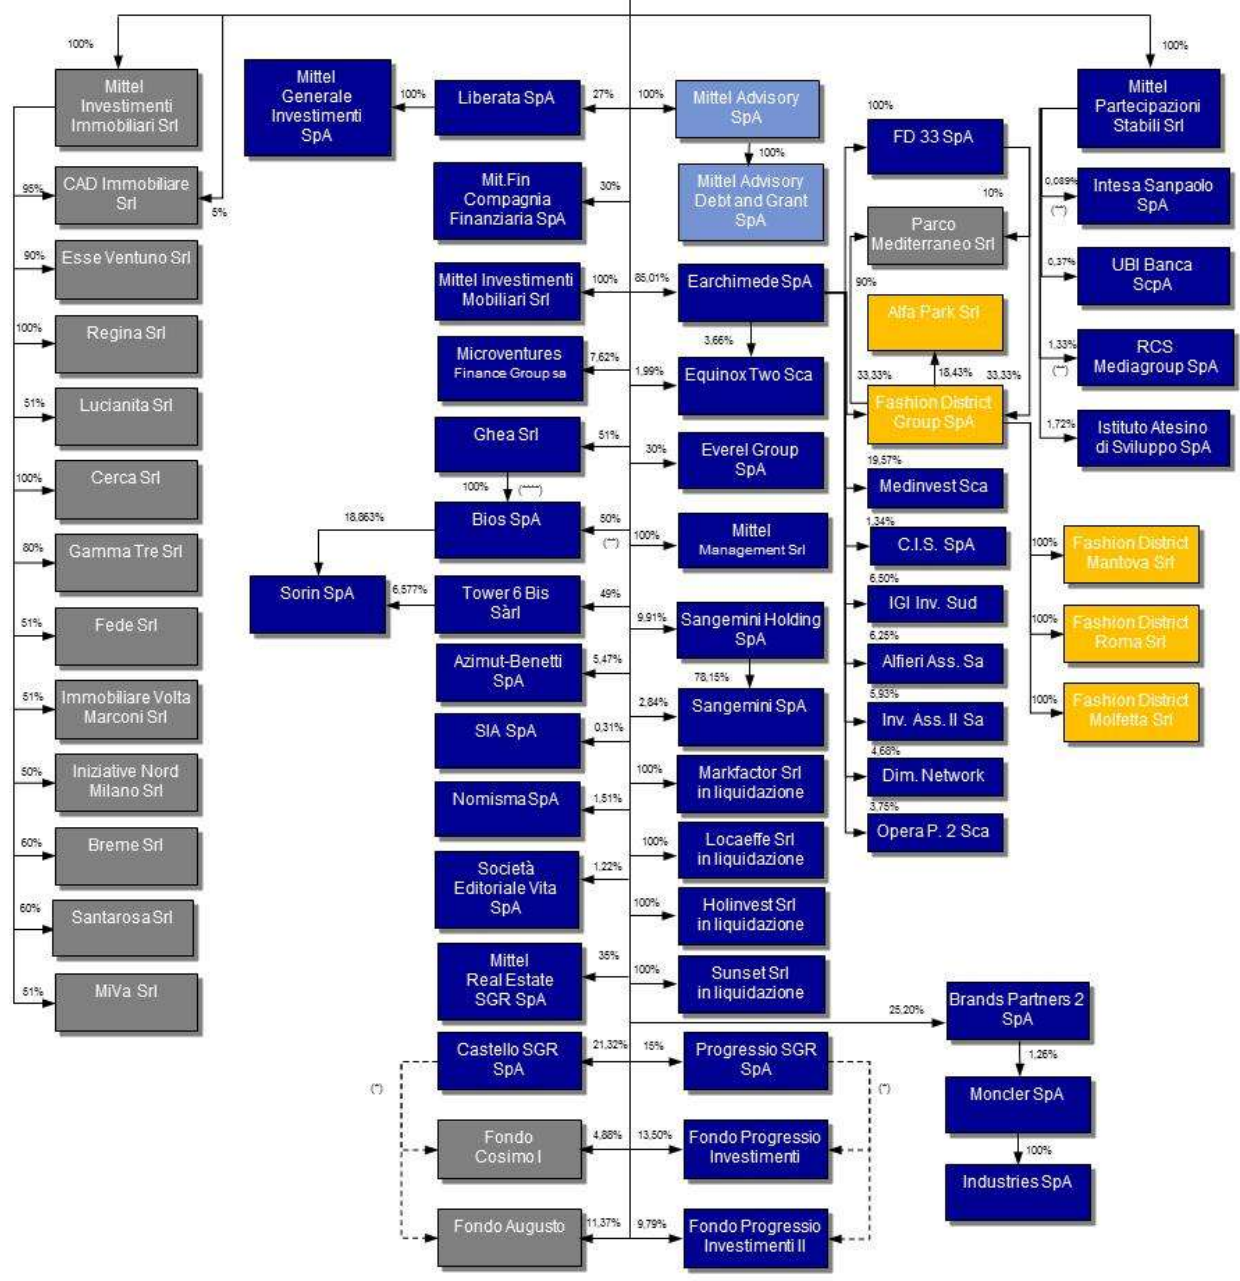 100%
Mittel
Investimenti
Immobiliari Srl
95%
CAD Immobiliare
Srl
5%
90%
Esse Ventuno Srl
100%
Regina Srl
51%
Lucianita Srl
100%
Cerca Srl
80%
Gamma Tre Srl
51%
Fede Srl
51%
Immobiliare Volta
Marconi Srl
50%
Iniziative Nord
Milano Srl
60%
Breme Srl
60%
Santarosa Srl
51%
MiVa Srl
Mittel
Generale
Investimenti
SpA
100%
Liberata SpA
27%
Mit.Fin
Compagnia
Finanziaria SpA
30%
Mittel Investimenti
Mobiliari Srl
100%
Microventures
Finance Group sa
7,62%
Ghea Srl
51%
100%
(****)
Bios SpA
50%
(**)
18,863%
Sorin SpA
6,577%
Tower 6 Bis
Sàrl
49%
Azimut-Benetti
SpA
5,47%
SIA SpA
0,31%
Nomisma SpA
1,51%
Società
Editoriale Vita
SpA
1,22%
Mittel
Real Estate
SGR SpA
35%
Castello SGR
SpA
21,32%
(*)
Fondo
Cosimo I
4,88%
Fondo Augusto
11,37%
100%
Mittel Advisory
SpA
100%
Mittel Advisory
Debt and Grant
SpA
85,01%
Earchimede SpA
3,66%
1,99%
Equinox Two Sca
30%
Everel Group
SpA
100%
Mittel
Management Srl
9,91%
Sangemini Holding
SpA
78,15%
2,84%
Sangemini SpA
100%
Markfactor Srl
in liquidazione
100%
Locaeffe Srl
in liquidazione
100%
Holinvest Srl
in liquidazione
100%
Sunset Srl
in liquidazione
15%
Progressio SGR
SpA
(*)
13,50%
Fondo Progressio
Investimenti
9,79%
Fondo Progressio
Investimenti II
100%
FD 33 SpA
10%
Parco
Mediterraneo Srl
90%
Alfa Park Srl
33,33%
18,43%
33,33%
Fashion District
Group SpA
19,57%
Medinvest Sca
1,34%
C.I.S. SpA
6,50%
IGI Inv. Sud
6,25%
Alfieri Ass. Sa
5,93%
Inv. Ass. II Sa
4,68%
Dim. Network
3,75%
Opera P. 2 Sca
100%
Mittel
Partecipazioni
Stabili Srl
0,089%
(**)
Intesa Sanpaolo
SpA
0,37%
UBI Banca
ScpA
1,33%
(**)
RCS
Mediagroup SpA
1,72%
Istituto Atesino
di Sviluppo SpA
100%
Fashion District
Mantova Srl
100%
Fashion District
Roma Srl
100%
Fashion District
Molfetta Srl
25,20%
Brands Partners 2
SpA
1,26%
Moncler SpA
100%
Industries SpA